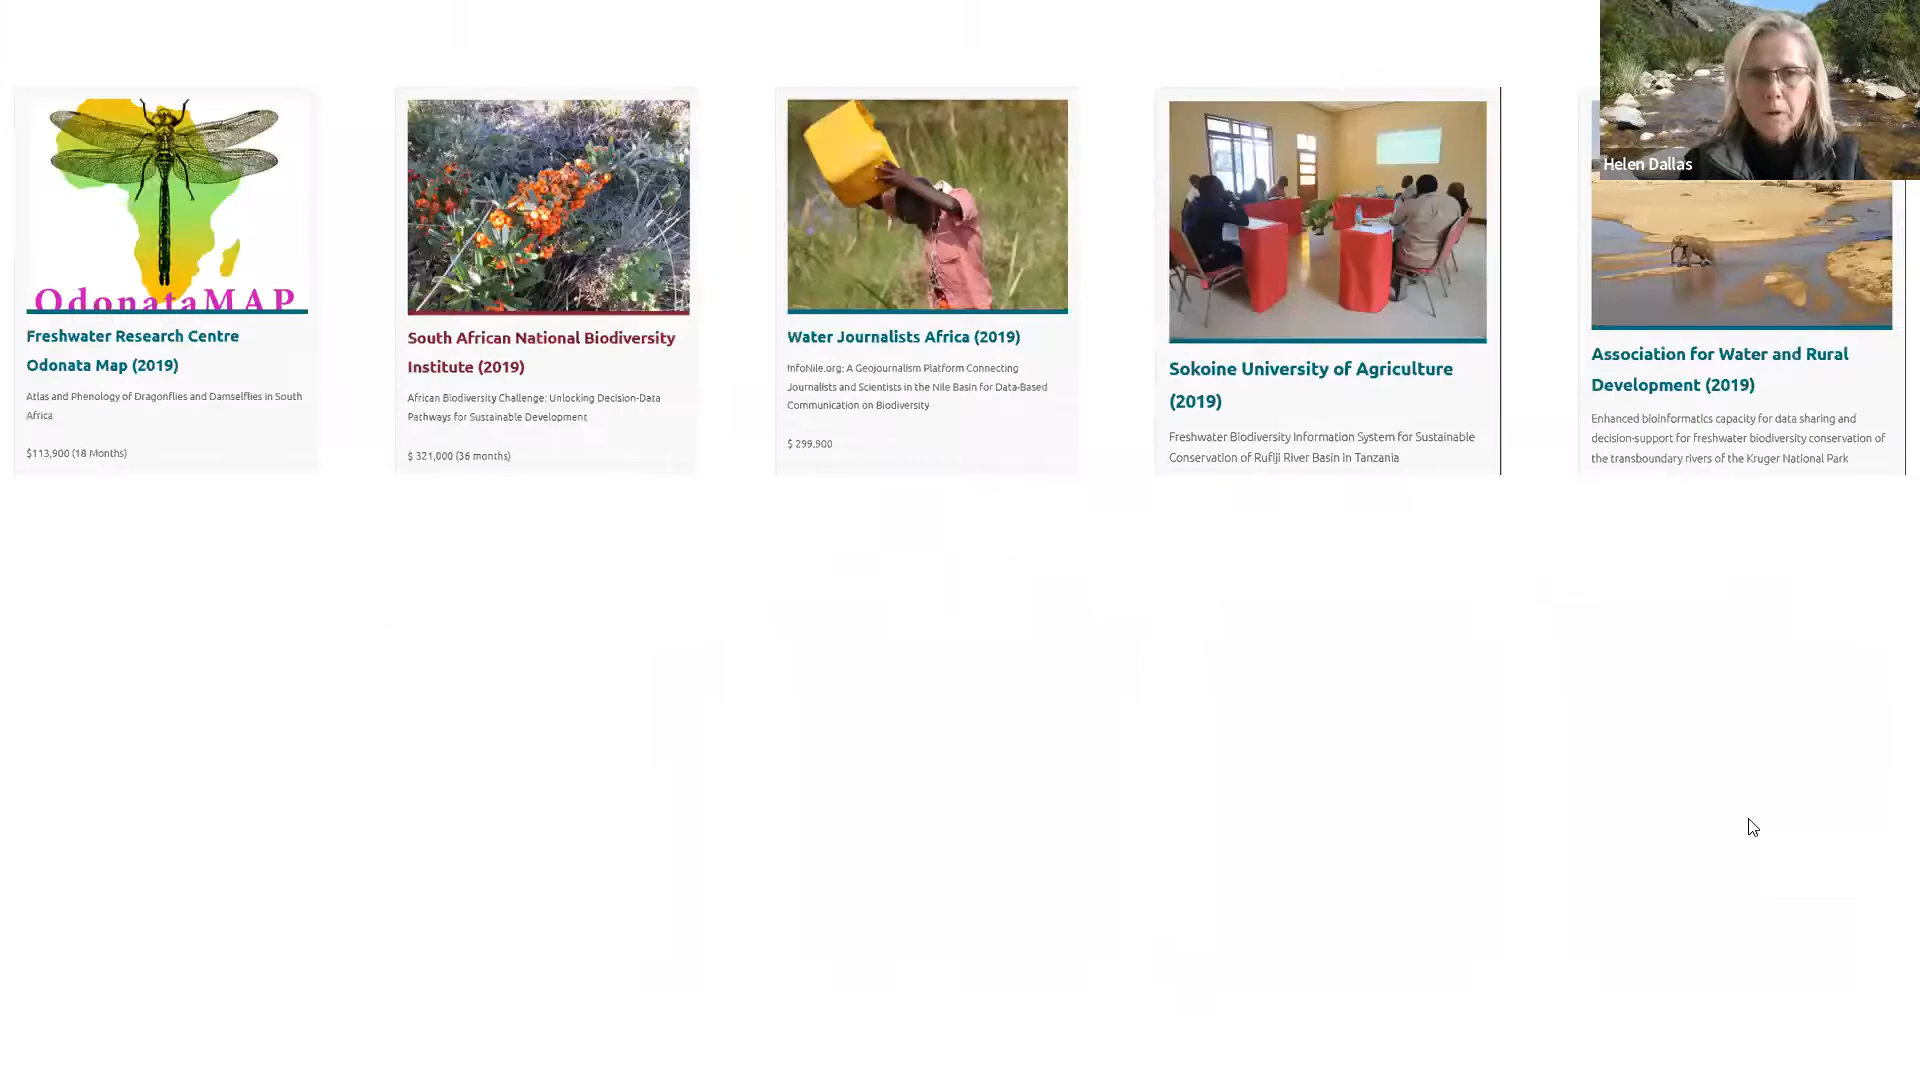 Helen Dallas
OdonataMAP
Freshwater Research Centre
Odonata Map (2019)
Atlas and Phenology of Dragonflies and Damselflies in South
Africa
$113,900 (18 Months)
South African National Biodiversity
Institute (2019)
African Biodiversity Challenge: Unlocking Decision-Data
Pathways for Sustainable Development
$ 321,000 (36 months)
Water Journalists Africa (2019)
InfoNile.org: A Geojournalism Platform Connecting
Journalists and Scientists in the Nile Basin for Data-Based
Communication on Biodiversity
$ 299,900
Sokoine University of Agriculture
(2019)
Freshwater Biodiversity Information System for Sustainable
Conservation of Rufiji River Basin in Tanzania
Association for Water and Rural
Development (2019)
Enhanced bioinformatics capacity for data sharing and
decision-support for freshwater biodiversity conservation of
the transboundary rivers of the Kruger National Park